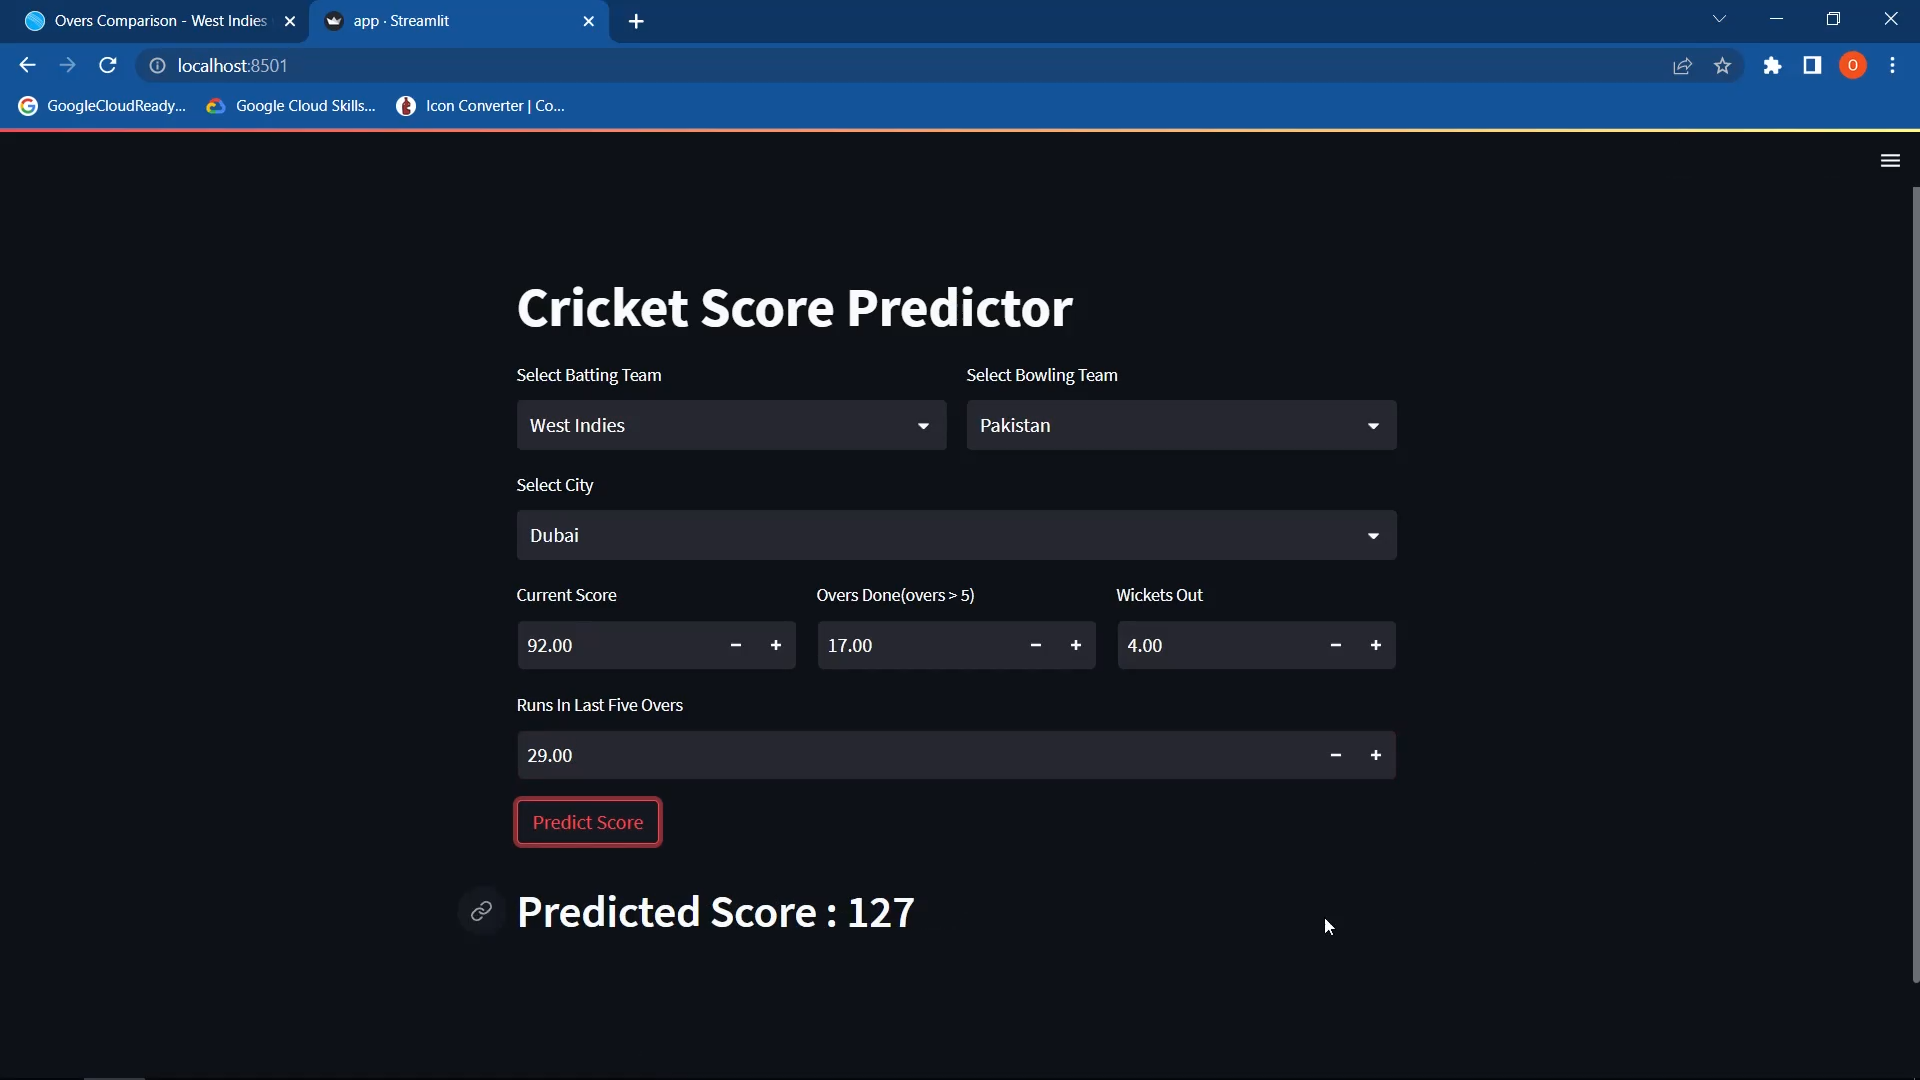 Overs Comparison - West Indies
app · Streamlit
localhost:8501
O
GoogleCloudReady...
Google Cloud Skills...
Icon Converter | Co...
Cricket Score Predictor
Select Batting Team
Select Bowling Team
West Indies
Pakistan
Select City
Dubai
Current Score
Overs Done(overs > 5)
Wickets Out
92.00
17.00
4.00
Runs In Last Five Overs
29.00
Predict Score
Predicted Score : 127